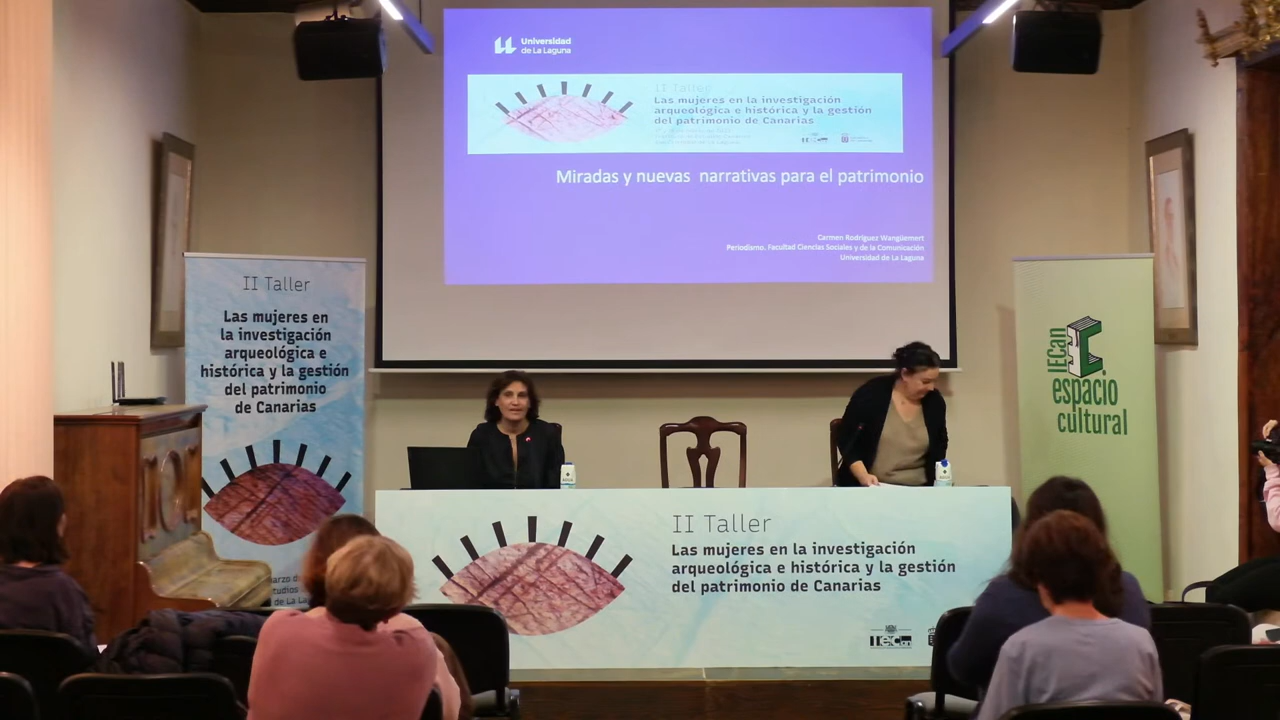 Universidad
de La Laguna
II Taller
Las mujeres en la investigación
arqueológica e histórica y la gestión
del patrimonio de Canarias
Miradas y nuevas narrativas para el patrimonio
Carmen Rodríguez Wangüemert
Periodismo. Facultad Ciencias Sociales y de la Comunicación
Universidad de La Laguna
II Taller
Las mujeres en
la investigación
arqueológica e
histórica y la gestión
del patrimonio
de Canarias
IECan
espacio
cultural
II Taller
Las mujeres en la investigación
arqueológica e histórica y la gestión
del patrimonio de Canarias